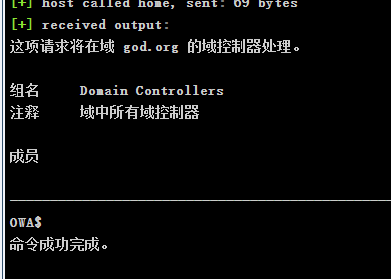 [+] host called home, sent: 69 bytes
[+] received output:
这项请求将在域 god.org 的域控制器处理。
组名 Domain Controllers
注释 域中所有域控制器
成员
-------------------------------------------------------------------------------
OWA$
命令成功完成。